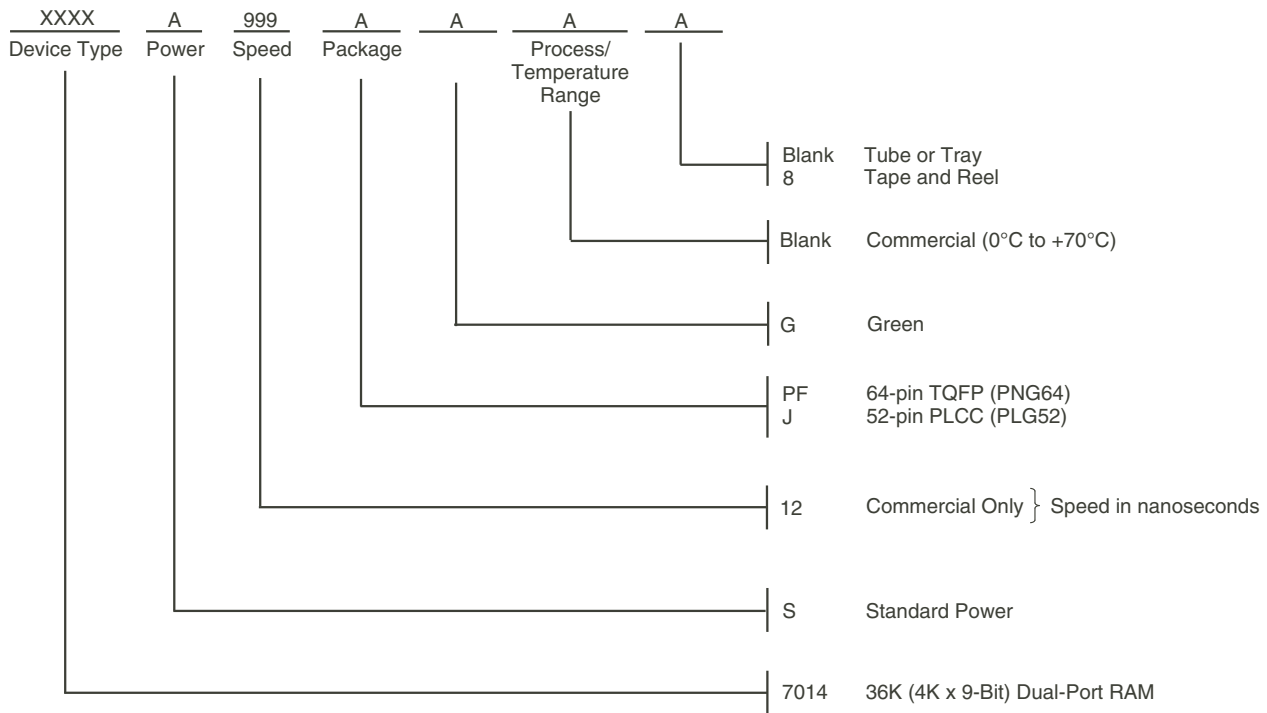 XXXX A 999 A A A A
Device Type Power Speed Package Process/
Temperature
Range
Blank Tube or Tray
8 Tape and Reel
Blank Commercial (0°C to +70°C)
G Green
PF 64-pin TQFP (PNG64)
J 52-pin PLCC (PLG52)
12 Commercial Only } Speed in nanoseconds
S Standard Power
7014 36K (4K x 9-Bit) Dual-Port RAM